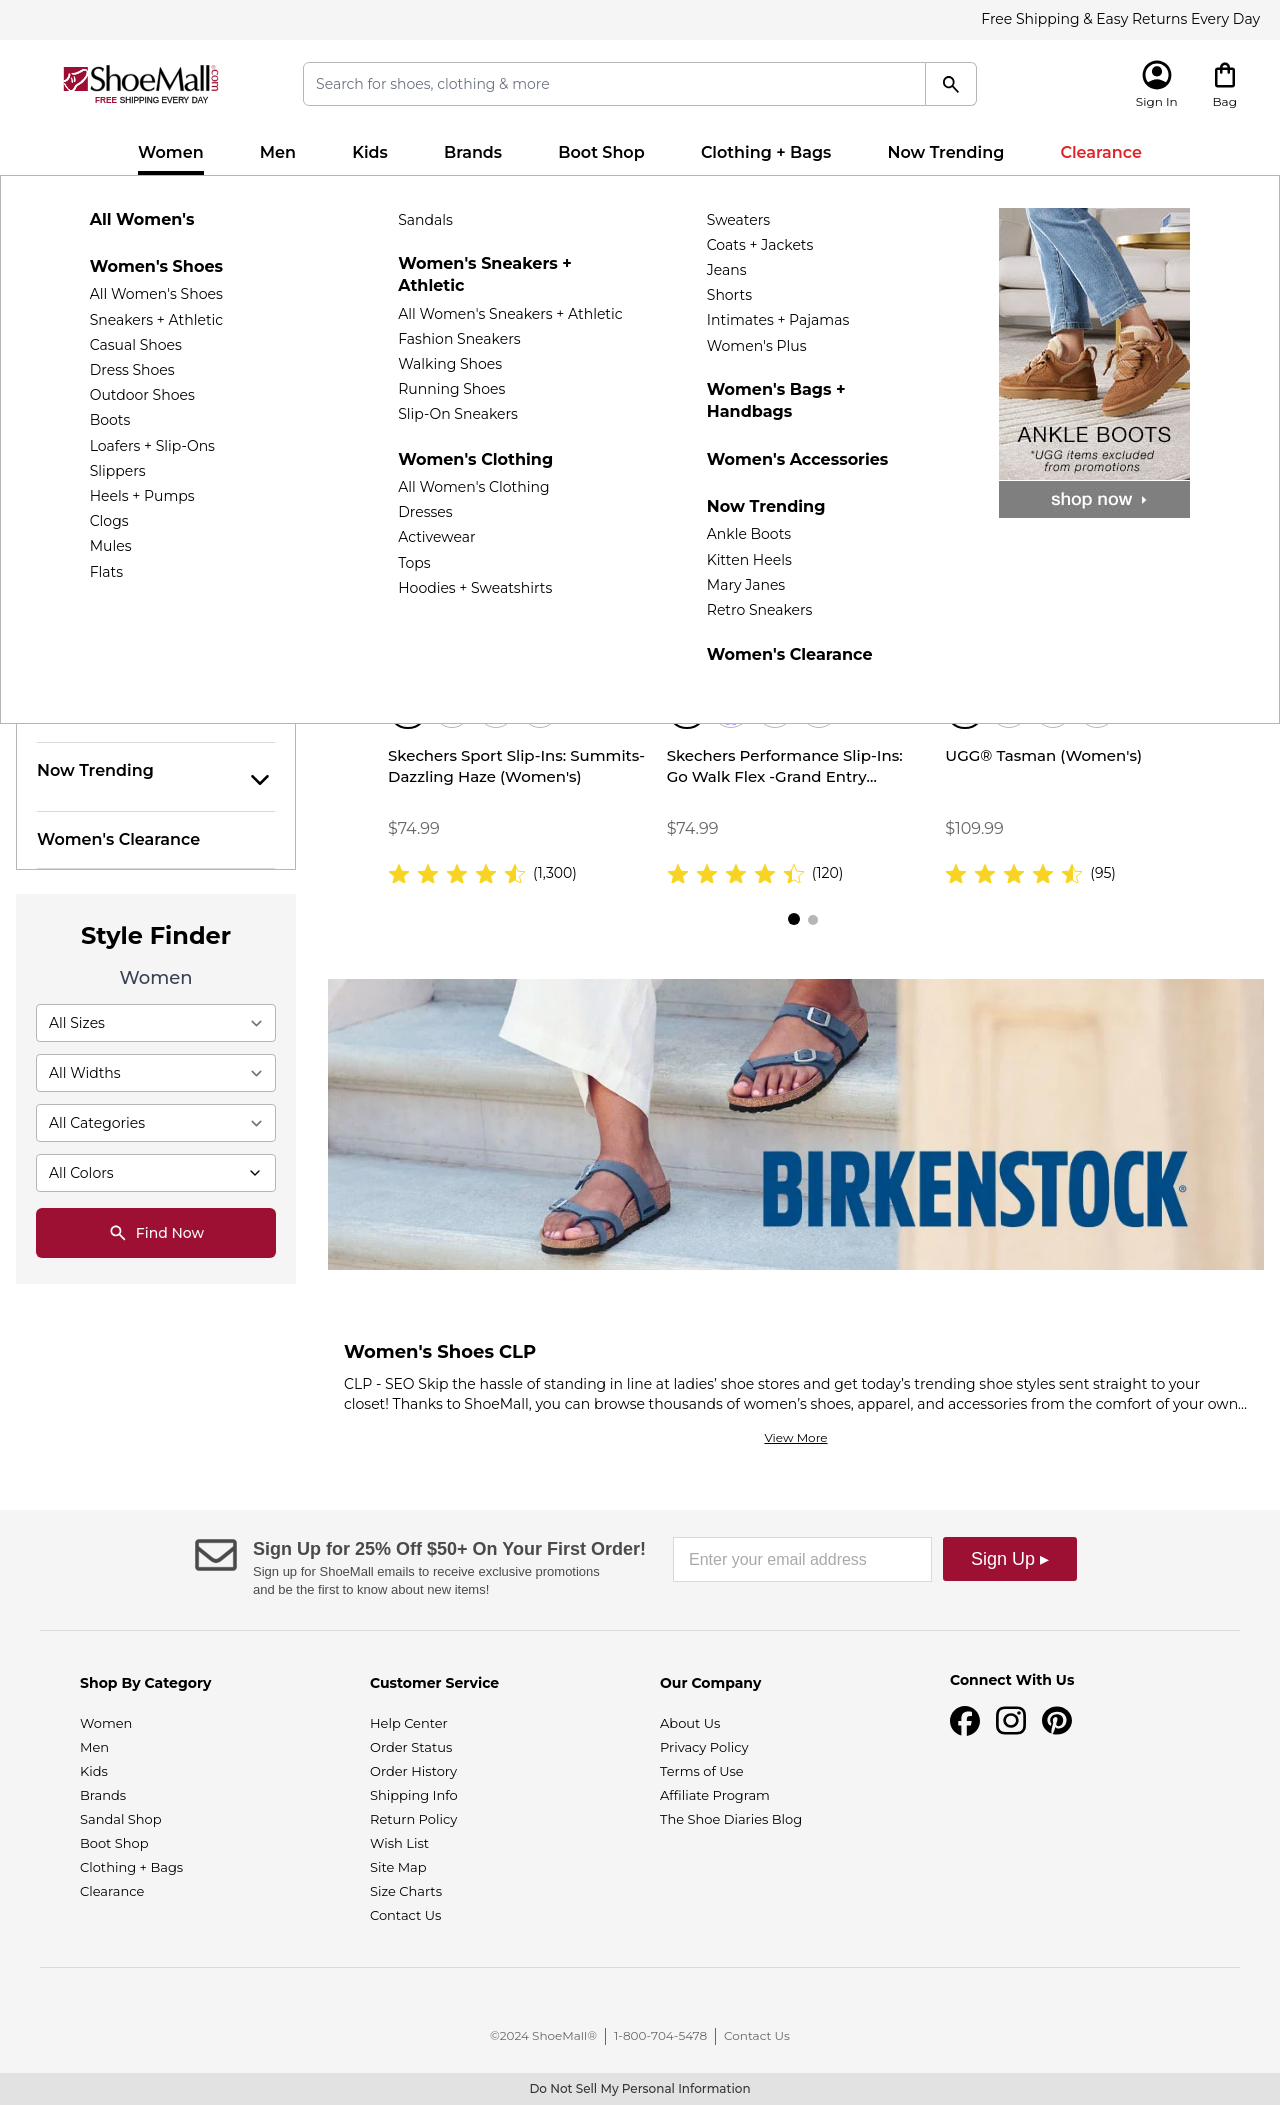 Free Shipping & Easy Returns Every Day
ShoeMall.com
FREE SHIPPING EVERY DAY
Search for shoes, clothing & more
Sign In
Bag
Women
Men
Kids
Brands
Boot Shop
Clothing + Bags
Now Trending
Clearance
All Women's
Women's Shoes
All Women's Shoes
Sneakers + Athletic
Casual Shoes
Dress Shoes
Outdoor Shoes
Boots
Loafers + Slip-Ons
Slippers
Heels + Pumps
Clogs
Mules
Flats
Sandals
Women's Sneakers +
Athletic
All Women's Sneakers + Athletic
Fashion Sneakers
Walking Shoes
Running Shoes
Slip-On Sneakers
Women's Clothing
All Women's Clothing
Dresses
Activewear
Tops
Hoodies + Sweatshirts
Sweaters
Coats + Jackets
Jeans
Shorts
Intimates + Pajamas
Women's Plus
Women's Bags +
Handbags
Women's Accessories
Now Trending
Ankle Boots
Kitten Heels
Mary Janes
Retro Sneakers
Women's Clearance
ANKLE BOOTS
*UGG items excluded
from promotions
shop now
Now Trending
Women's Clearance
Skechers Sport Slip-Ins: Summits-
Dazzling Haze (Women's)
$74.99
(1,300)
Skechers Performance Slip-Ins:
Go Walk Flex -Grand Entry...
$74.99
(120)
UGG® Tasman (Women's)
$109.99
(95)
Style Finder
Women
All Sizes
All Widths
All Categories
All Colors
Find Now
BIRKENSTOCK®
Women's Shoes CLP
CLP - SEO Skip the hassle of standing in line at ladies’ shoe stores and get today’s trending shoe styles sent straight to your
closet! Thanks to ShoeMall, you can browse thousands of women’s shoes, apparel, and accessories from the comfort of your own...
View More
Sign Up for 25% Off $50+ On Your First Order!
Sign up for ShoeMall emails to receive exclusive promotions
and be the first to know about new items!
Enter your email address
Sign Up ▸
Shop By Category
Women
Men
Kids
Brands
Sandal Shop
Boot Shop
Clothing + Bags
Clearance
Customer Service
Help Center
Order Status
Order History
Shipping Info
Return Policy
Wish List
Site Map
Size Charts
Contact Us
Our Company
About Us
Privacy Policy
Terms of Use
Affiliate Program
The Shoe Diaries Blog
Connect With Us
©2024 ShoeMall® | 1-800-704-5478 | Contact Us
Do Not Sell My Personal Information